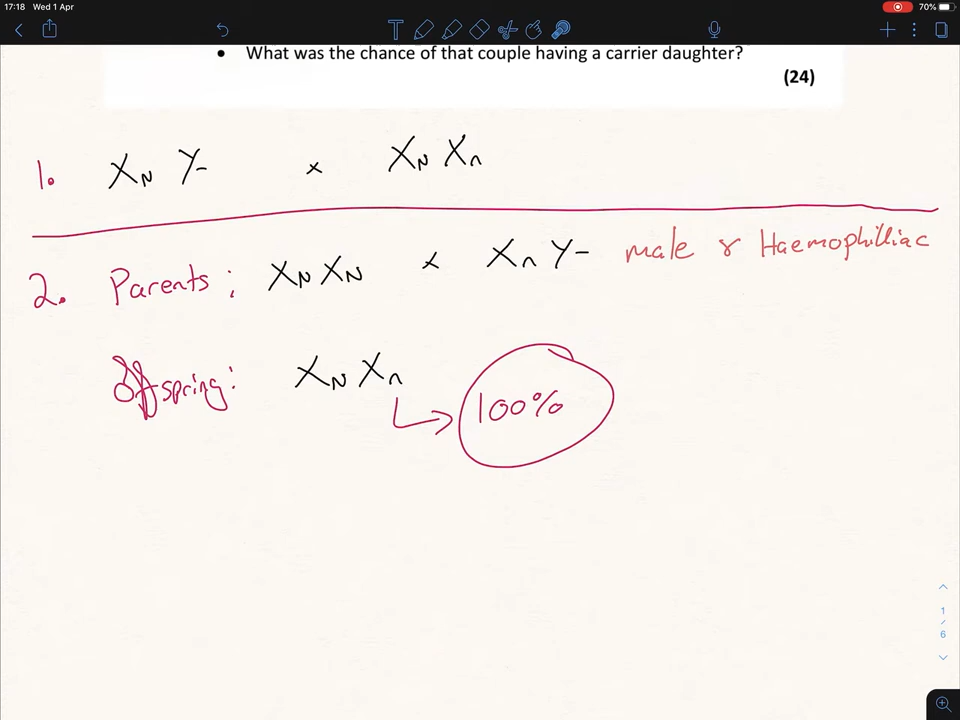 17:18 Wed 1 Apr 70%
• What was the chance of that couple having a carrier daughter?
(24)
1. XN Y- x XN Xn
2. Parents: XN XN x Xn Y- male & Haemophilliac
Offspring: XN Xn
100%
1
/
6